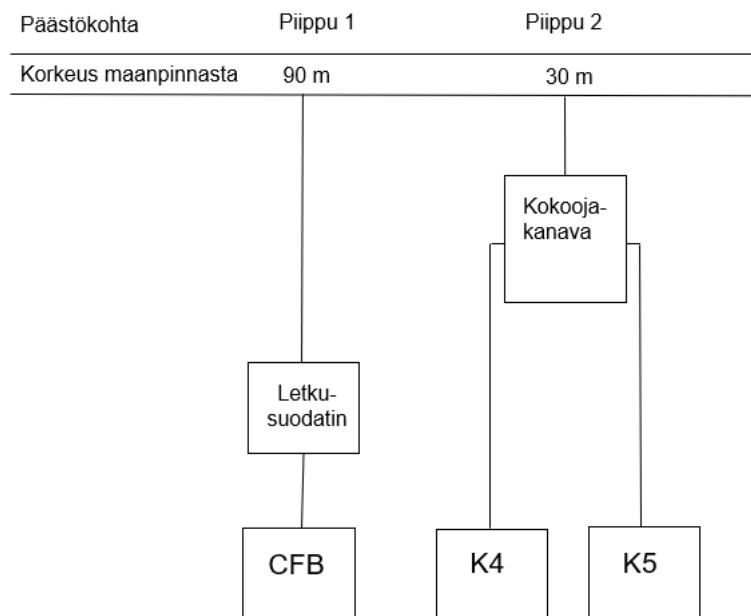 Päästökohta Piippu 1 Piippu 2
Korkeus maanpinnasta 90 m 30 m
Kokooja-
kanava
Letku-
suodatin
CFB K4 K5